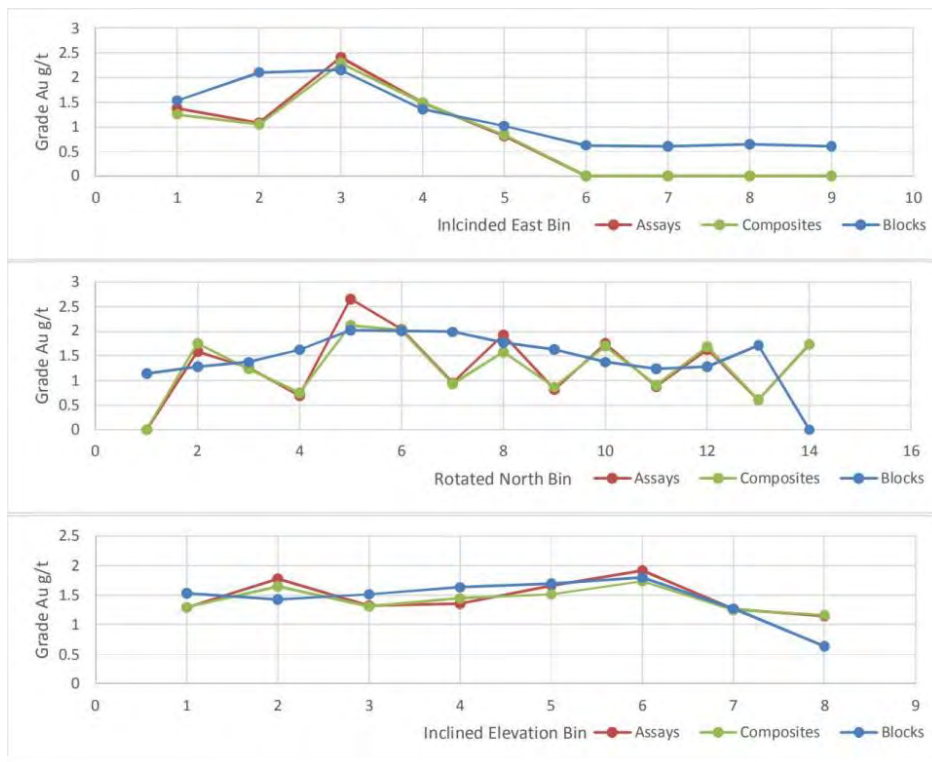 Grade Au g/t
3
2.5
2
1.5
1
0.5
0
0 1 2 3 4 5 6 7 8 9 10
Inlcinded East Bin Assays Composites Blocks
Grade Au g/t
3
2.5
2
1.5
1
0.5
0
0 2 4 6 8 10 12 14 16
Rotated North Bin Assays Composites Blocks
Grade Au g/t
2.5
2
1.5
1
0.5
0
0 1 2 3 4 5 6 7 8 9
Inclined Elevation Bin Assays Composites Blocks